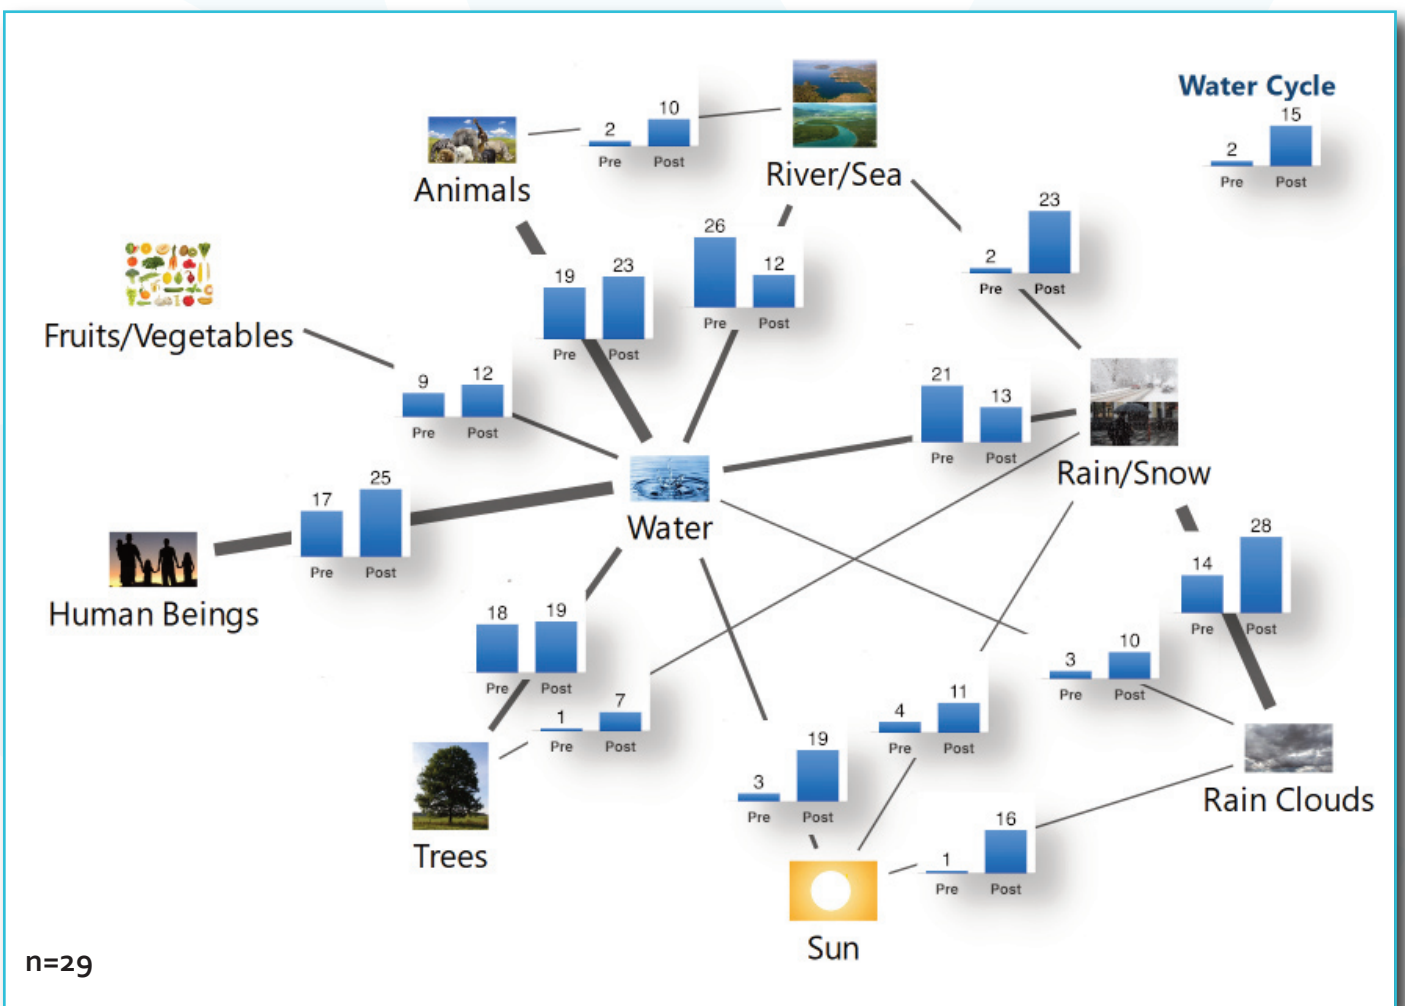 Water Cycle
2 15
Pre Post
2 10
Pre Post
Animals
River/Sea
2 23
Pre Post
26 12
Pre Post
19 23
Pre Post
Fruits/Vegetables
9 12
Pre Post
21 13
Pre Post
Rain/Snow
17 25
Pre Post
Water
Human Beings
14 28
Pre Post
18 19
Pre Post
3 10
Pre Post
1 7
Pre Post
4 11
Pre Post
3 19
Pre Post
Rain Clouds
Trees
1 16
Pre Post
Sun
n=29